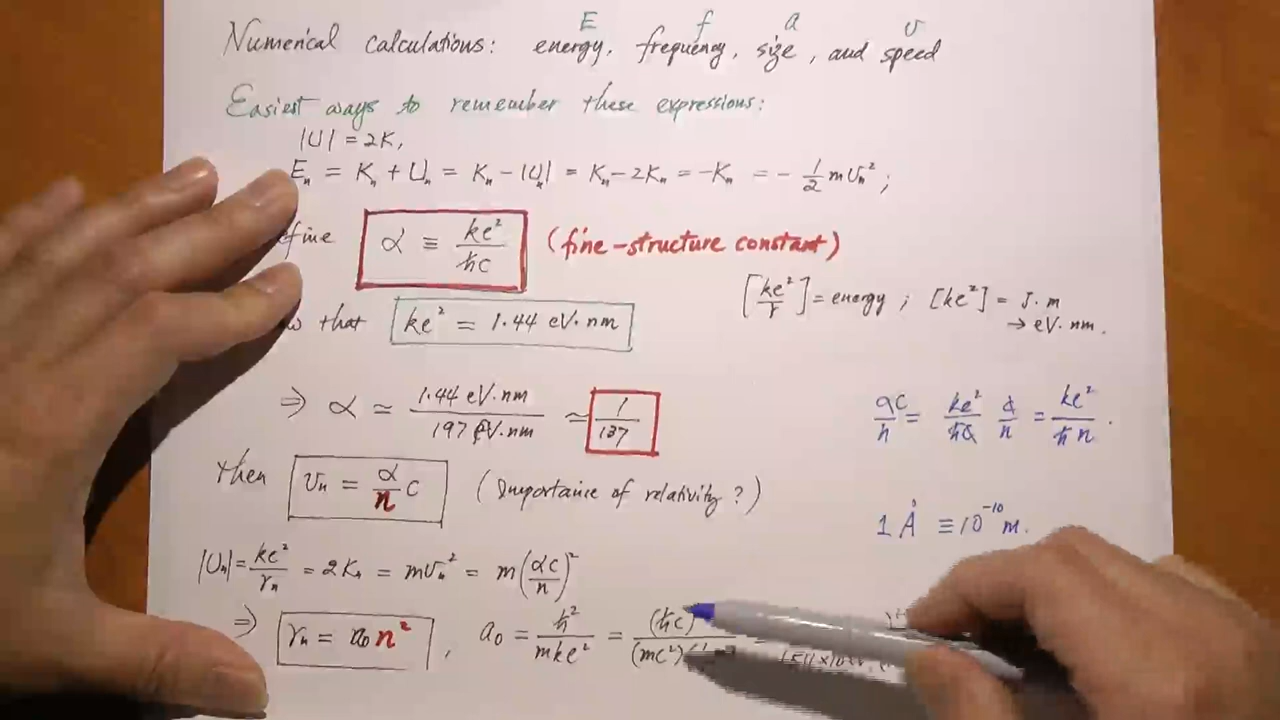 E f a v
Numerical calculations: energy, frequency, size, and speed
Easiest ways to remember these expressions:
|U| = 2K,
Eₙ = Kₙ + Uₙ = Kₙ - |Uₙ| = Kₙ - 2Kₙ = -Kₙ = - 1/2 mvₙ² ;
fine α ≡ ke²/ħc (fine-structure constant)
[ke²/r] = energy ; [ke²] = J·m
→ eV·nm.
that ke² = 1.44 eV·nm
⇒ α ≃ 1.44 eV·nm / 197 eV·nm ≃ 1/137
αc/n = ke²/ħc c/n = ke²/ħn .
then vₙ = α/n c (Importance of relativity?)
1 Å ≡ 10⁻¹⁰ m.
|Uₙ| = ke²/rₙ = 2Kₙ = mvₙ² = m(αc/n)²
⇒ rₙ = a₀n² , a₀ = ħ²/mke² = (ħc)/(mc²)